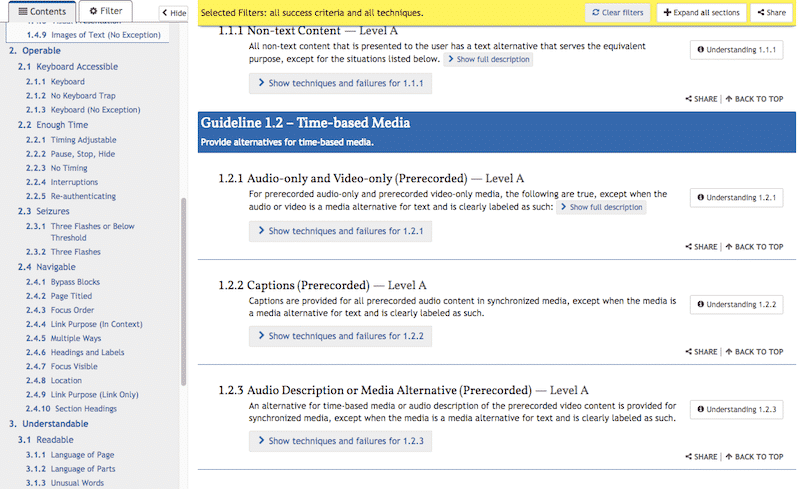 Contents
Filter
Hide
1.4.9 Images of Text (No Exception)
2. Operable
2.1 Keyboard Accessible
2.1.1 Keyboard
2.1.2 No Keyboard Trap
2.1.3 Keyboard (No Exception)
2.2 Enough Time
2.2.1 Timing Adjustable
2.2.2 Pause, Stop, Hide
2.2.3 No Timing
2.2.4 Interruptions
2.2.5 Re-authenticating
2.3 Seizures
2.3.1 Three Flashes or Below
Threshold
2.3.2 Three Flashes
2.4 Navigable
2.4.1 Bypass Blocks
2.4.2 Page Titled
2.4.3 Focus Order
2.4.4 Link Purpose (In Context)
2.4.5 Multiple Ways
2.4.6 Headings and Labels
2.4.7 Focus Visible
2.4.8 Location
2.4.9 Link Purpose (Link Only)
2.4.10 Section Headings
3. Understandable
3.1 Readable
3.1.1 Language of Page
3.1.2 Language of Parts
3.1.3 Unusual Words
Selected Filters: all success criteria and all techniques.
Clear filters
Expand all sections
Share
1.1.1 Non-text Content — Level A
All non-text content that is presented to the user has a text alternative that serves the equivalent
purpose, except for the situations listed below. Show full description
Understanding 1.1.1
Show techniques and failures for 1.1.1
SHARE | BACK TO TOP
Guideline 1.2 – Time-based Media
Provide alternatives for time-based media.
1.2.1 Audio-only and Video-only (Prerecorded) — Level A
For prerecorded audio-only and prerecorded video-only media, the following are true, except when the
audio or video is a media alternative for text and is clearly labeled as such: Show full description
Understanding 1.2.1
Show techniques and failures for 1.2.1
SHARE | BACK TO TOP
1.2.2 Captions (Prerecorded) — Level A
Captions are provided for all prerecorded audio content in synchronized media, except when the media is
a media alternative for text and is clearly labeled as such.
Understanding 1.2.2
Show techniques and failures for 1.2.2
SHARE | BACK TO TOP
1.2.3 Audio Description or Media Alternative (Prerecorded) — Level A
An alternative for time-based media or audio description of the prerecorded video content is provided for
synchronized media, except when the media is a media alternative for text and is clearly labeled as such.
Understanding 1.2.3
Show techniques and failures for 1.2.3
SHARE | BACK TO TOP